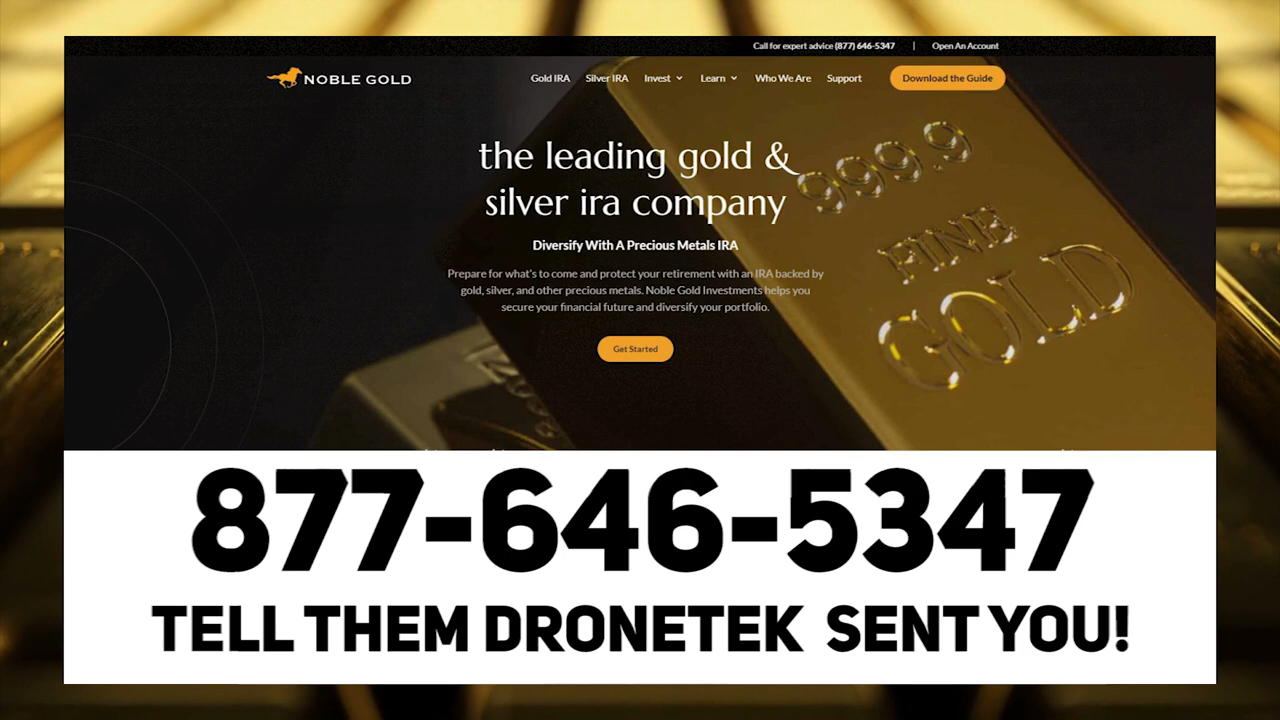 Call for expert advice (877) 646-5347 | Open An Account
NOBLE GOLD
Gold IRA Silver IRA Invest Learn Who We Are Support Download the Guide
the leading gold &
silver ira company
Diversify With A Precious Metals IRA
Prepare for what's to come and protect your retirement with an IRA backed by
gold, silver, and other precious metals. Noble Gold Investments helps you
secure your financial future and diversify your portfolio.
Get Started
999.9
FINE
GOLD
877-646-5347
TELL THEM DRONETEK SENT YOU!